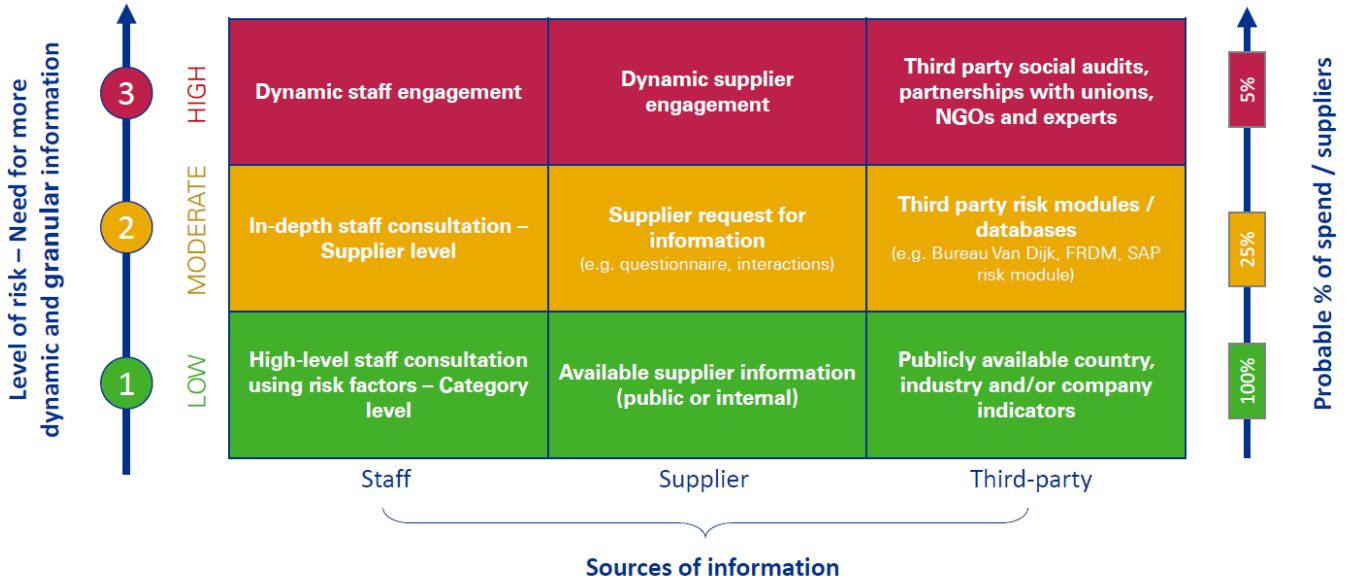 Level of risk – Need for more
dynamic and granular information
3
HIGH
Dynamic staff engagement
Dynamic supplier
engagement
Third party social audits,
partnerships with unions,
NGOs and experts
5%
2
MODERATE
In-depth staff consultation –
Supplier level
Supplier request for
information
(e.g. questionnaire, interactions)
Third party risk modules /
databases
(e.g. Bureau Van Dijk, FRDM, SAP
risk module)
25%
1
LOW
High-level staff consultation
using risk factors – Category
level
Available supplier information
(public or internal)
Publicly available country,
industry and/or company
indicators
100%
Probable % of spend / suppliers
Staff
Supplier
Third-party
Sources of information